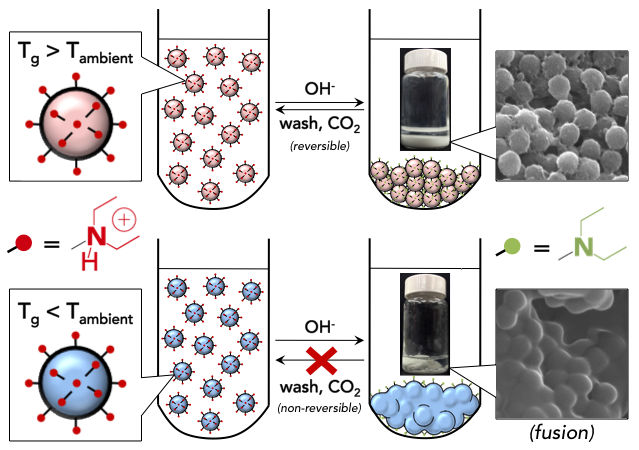 Tg > Tambient
OH-
wash, CO2
(reversible)
= N H +
= N
Tg < Tambient
OH-
wash, CO2
(non-reversible)
(fusion)